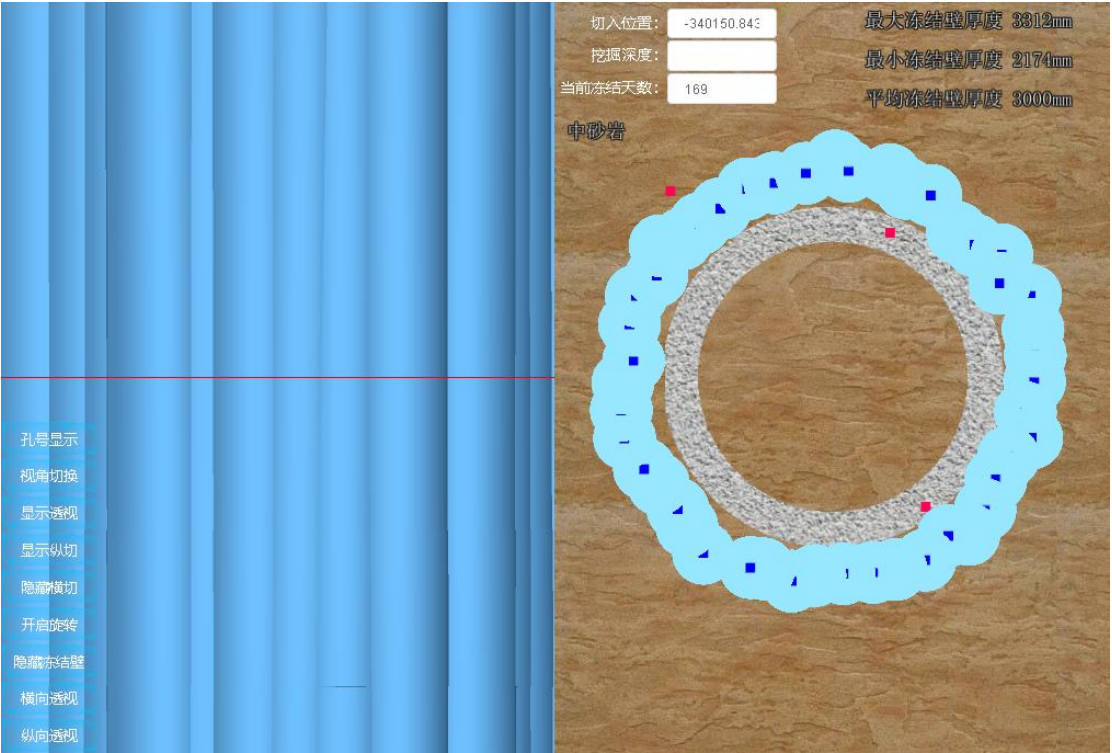 切入位置： -340150.843
挖掘深度：
当前冻结天数： 169
最大冻结壁厚度 3312mm
最小冻结壁厚度 2174mm
平均冻结壁厚度 3000mm
中砂岩
孔号显示
视角切换
显示透视
显示纵切
隐藏横切
开启旋转
隐藏冻结壁
横向透视
纵向透视